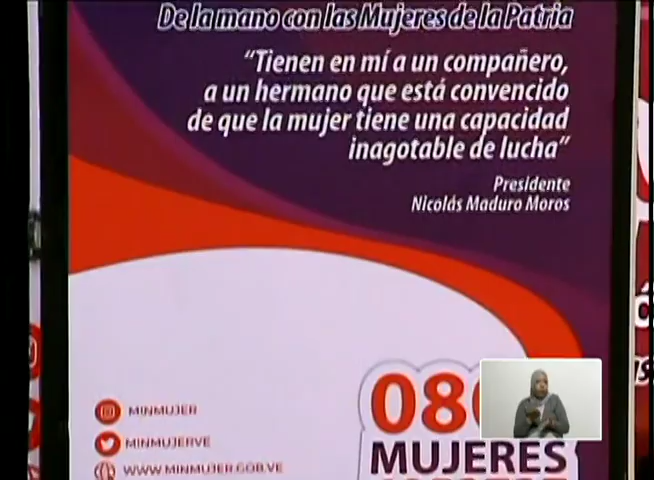 De la mano con las Mujeres de la Patria
"Tienen en mí a un compañero,
a un hermano que está convencido
de que la mujer tiene una capacidad
inagotable de lucha"
Presidente
Nicolás Maduro Moros
MINMUJER
MINMUJERVE
WWW.MINMUJER.GOB.VE
080
MUJERES